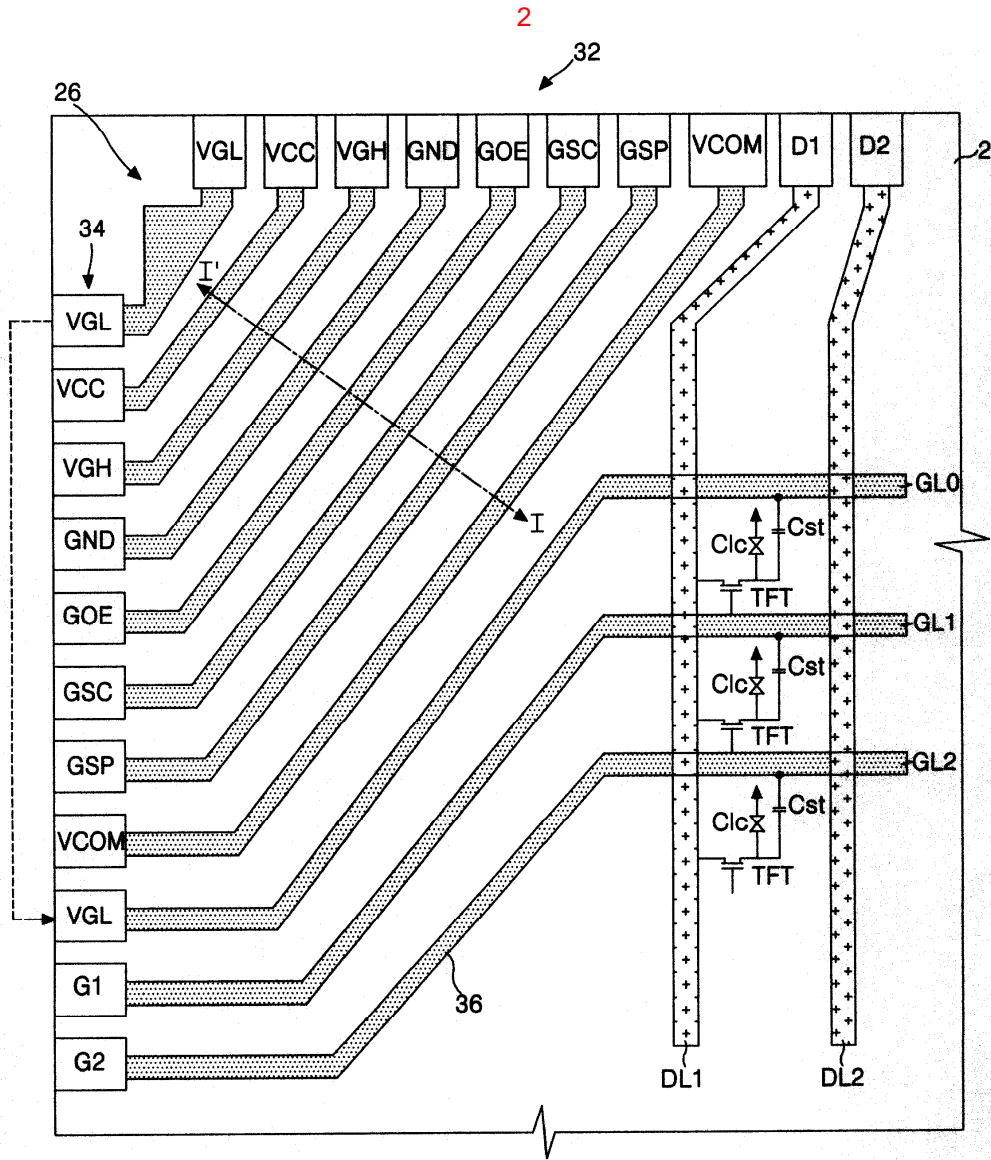 2
32
26
VGL VCC VGH GND GOE GSC GSP VCOM D1 D2
2
34
I'
VGL
VCC
VGH
I
GL0
Clc Cst
TFT
GND
GOE
GL1
Clc Cst
TFT
GSC
GSP
GL2
Clc Cst
TFT
VCOM
VGL
G1
36
G2
DL1 DL2